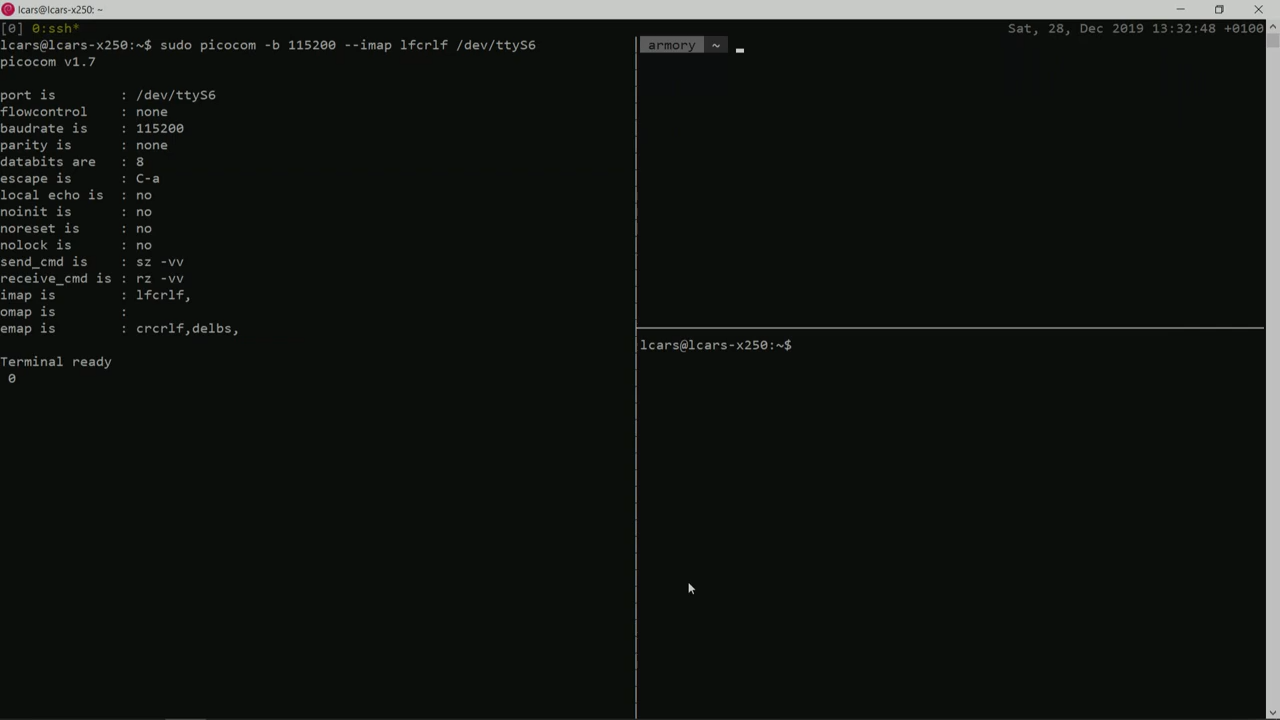 lcars@lcars-x250: ~
[0] 0:ssh*
Sat, 28, Dec 2019 13:32:48 +0100
lcars@lcars-x250:~$ sudo picocom -b 115200 --imap lfcrlf /dev/ttyS6
picocom v1.7
port is : /dev/ttyS6
flowcontrol : none
baudrate is : 115200
parity is : none
databits are : 8
escape is : C-a
local echo is : no
noinit is : no
noreset is : no
nolock is : no
send_cmd is : sz -vv
receive_cmd is : rz -vv
imap is : lfcrlf,
omap is :
emap is : crcrlf,delbs,
Terminal ready
0
armory ~
lcars@lcars-x250:~$